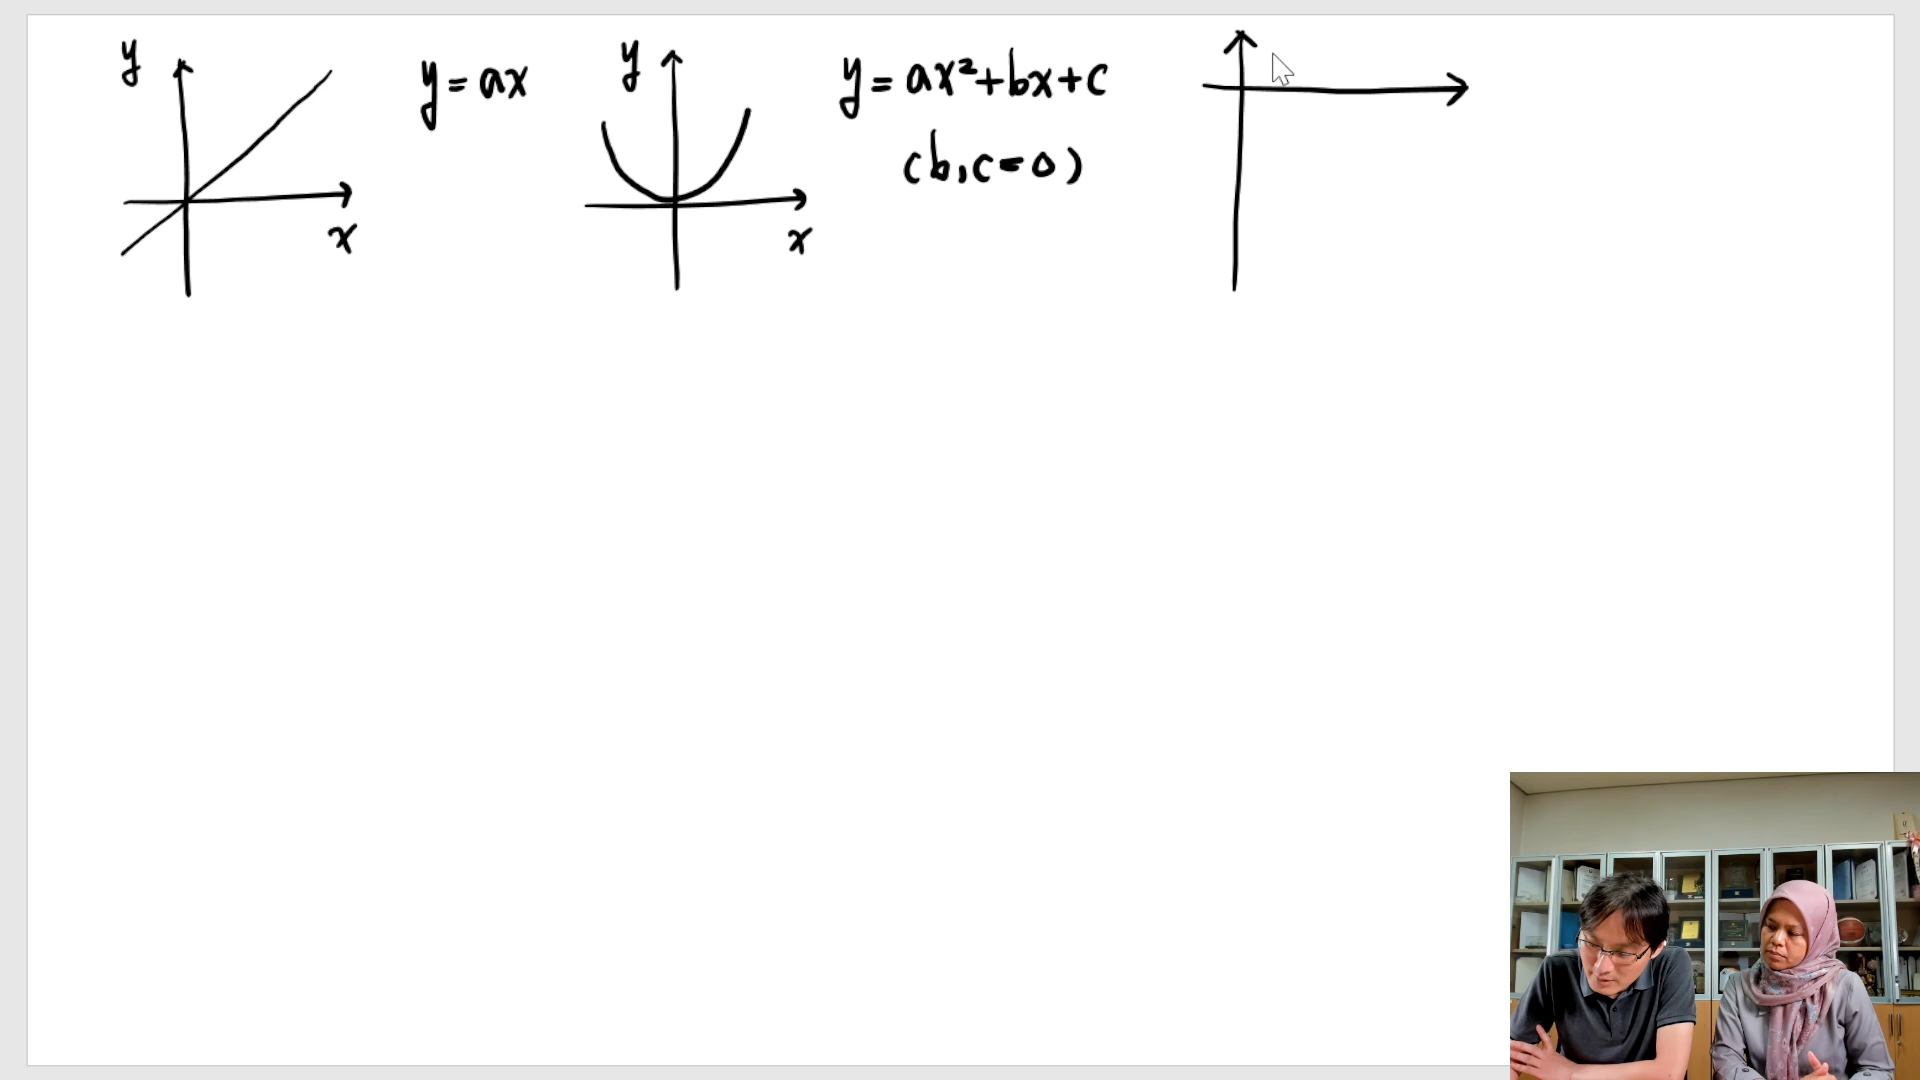 y
x
y = ax
y
x
y = ax²+bx+c
(b,c=0)